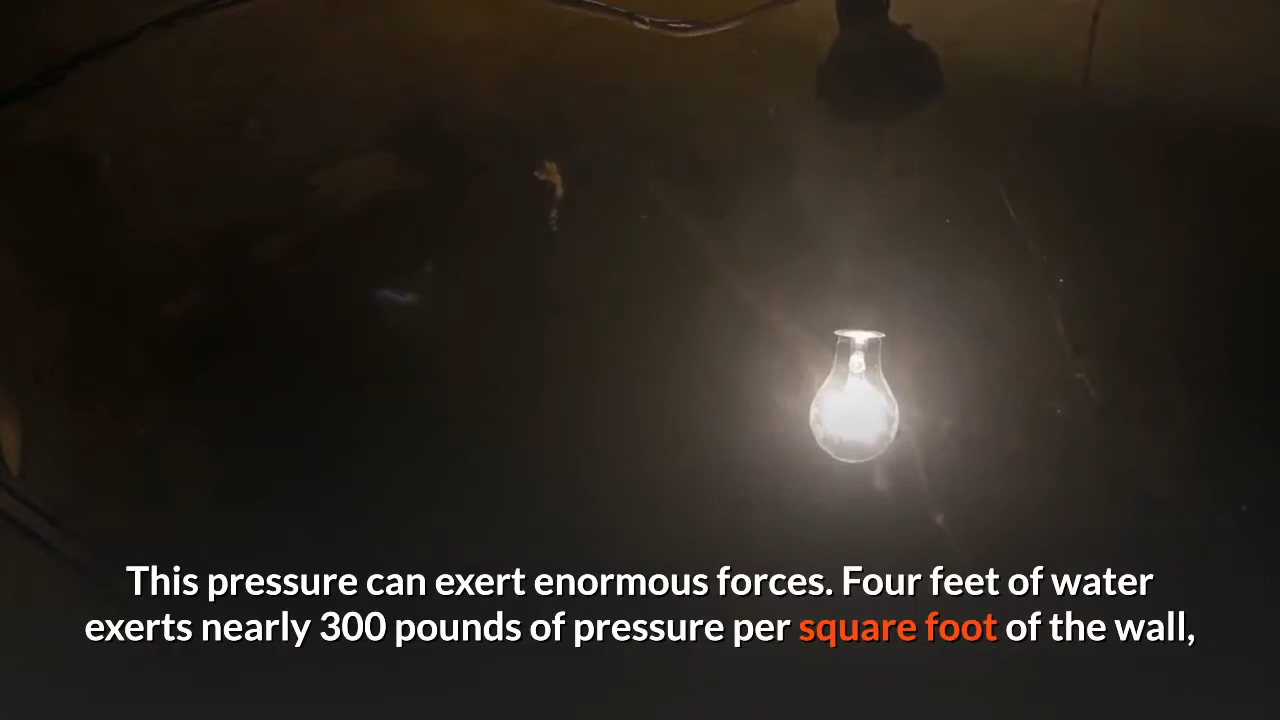 This pressure can exert enormous forces. Four feet of water
exerts nearly 300 pounds of pressure per square foot of the wall,